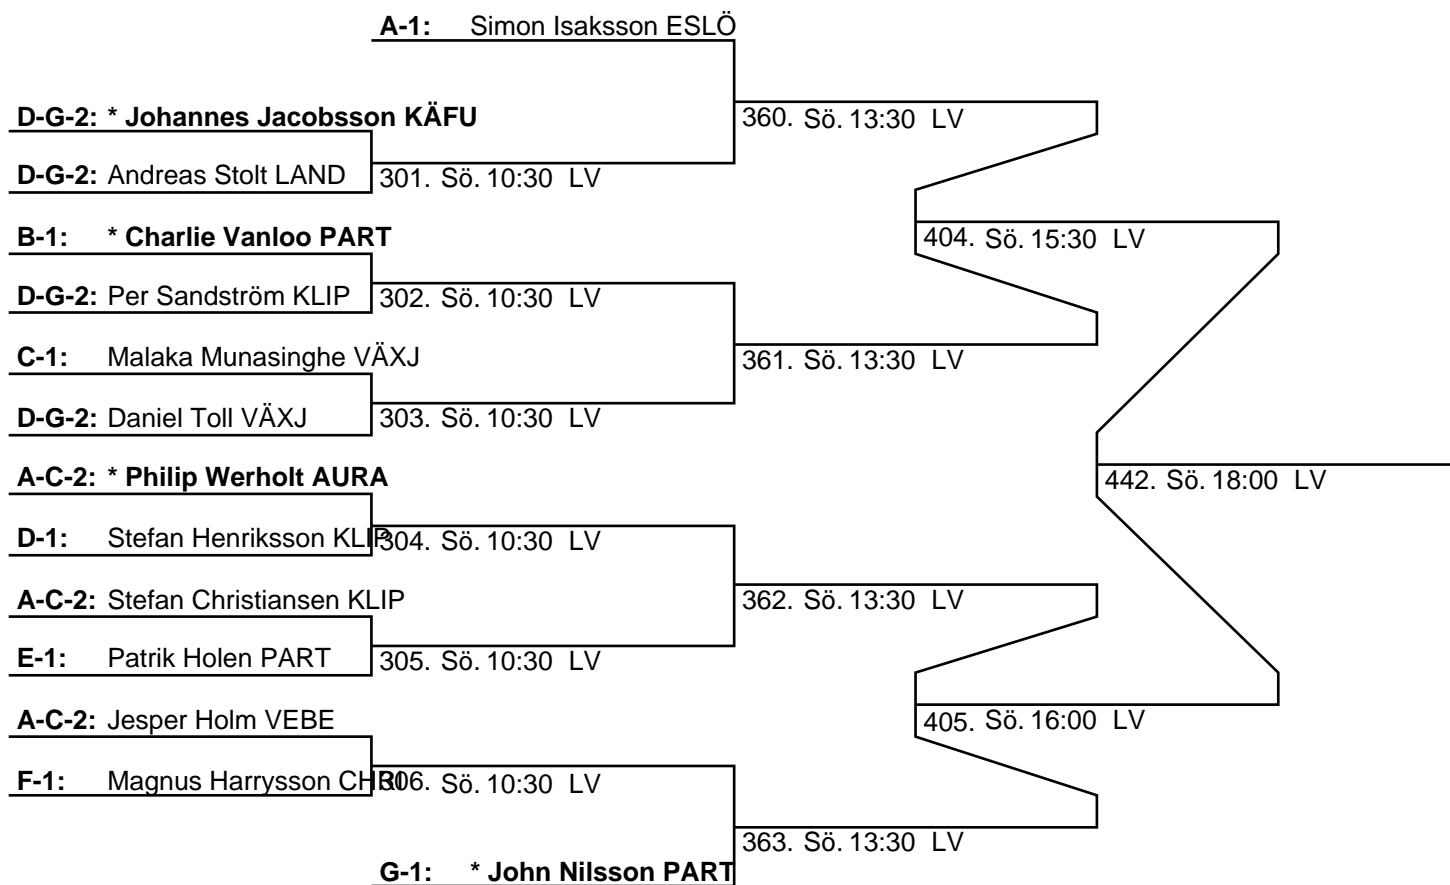 A-1: Simon Isaksson ESLÖ
D-G-2: * Johannes Jacobsson KÄFU
360. Sö. 13:30 LV
D-G-2: Andreas Stolt LAND
301. Sö. 10:30 LV
B-1: * Charlie Vanloo PART
404. Sö. 15:30 LV
D-G-2: Per Sandström KLIP
302. Sö. 10:30 LV
C-1: Malaka Munasinghe VÄXJ
361. Sö. 13:30 LV
D-G-2: Daniel Toll VÄXJ
303. Sö. 10:30 LV
A-C-2: * Philip Werholt AURA
442. Sö. 18:00 LV
D-1: Stefan Henriksson KLIP
304. Sö. 10:30 LV
A-C-2: Stefan Christiansen KLIP
362. Sö. 13:30 LV
E-1: Patrik Holen PART
305. Sö. 10:30 LV
A-C-2: Jesper Holm VEBE
405. Sö. 16:00 LV
F-1: Magnus Harrysson CHRI
306. Sö. 10:30 LV
363. Sö. 13:30 LV
G-1: * John Nilsson PART